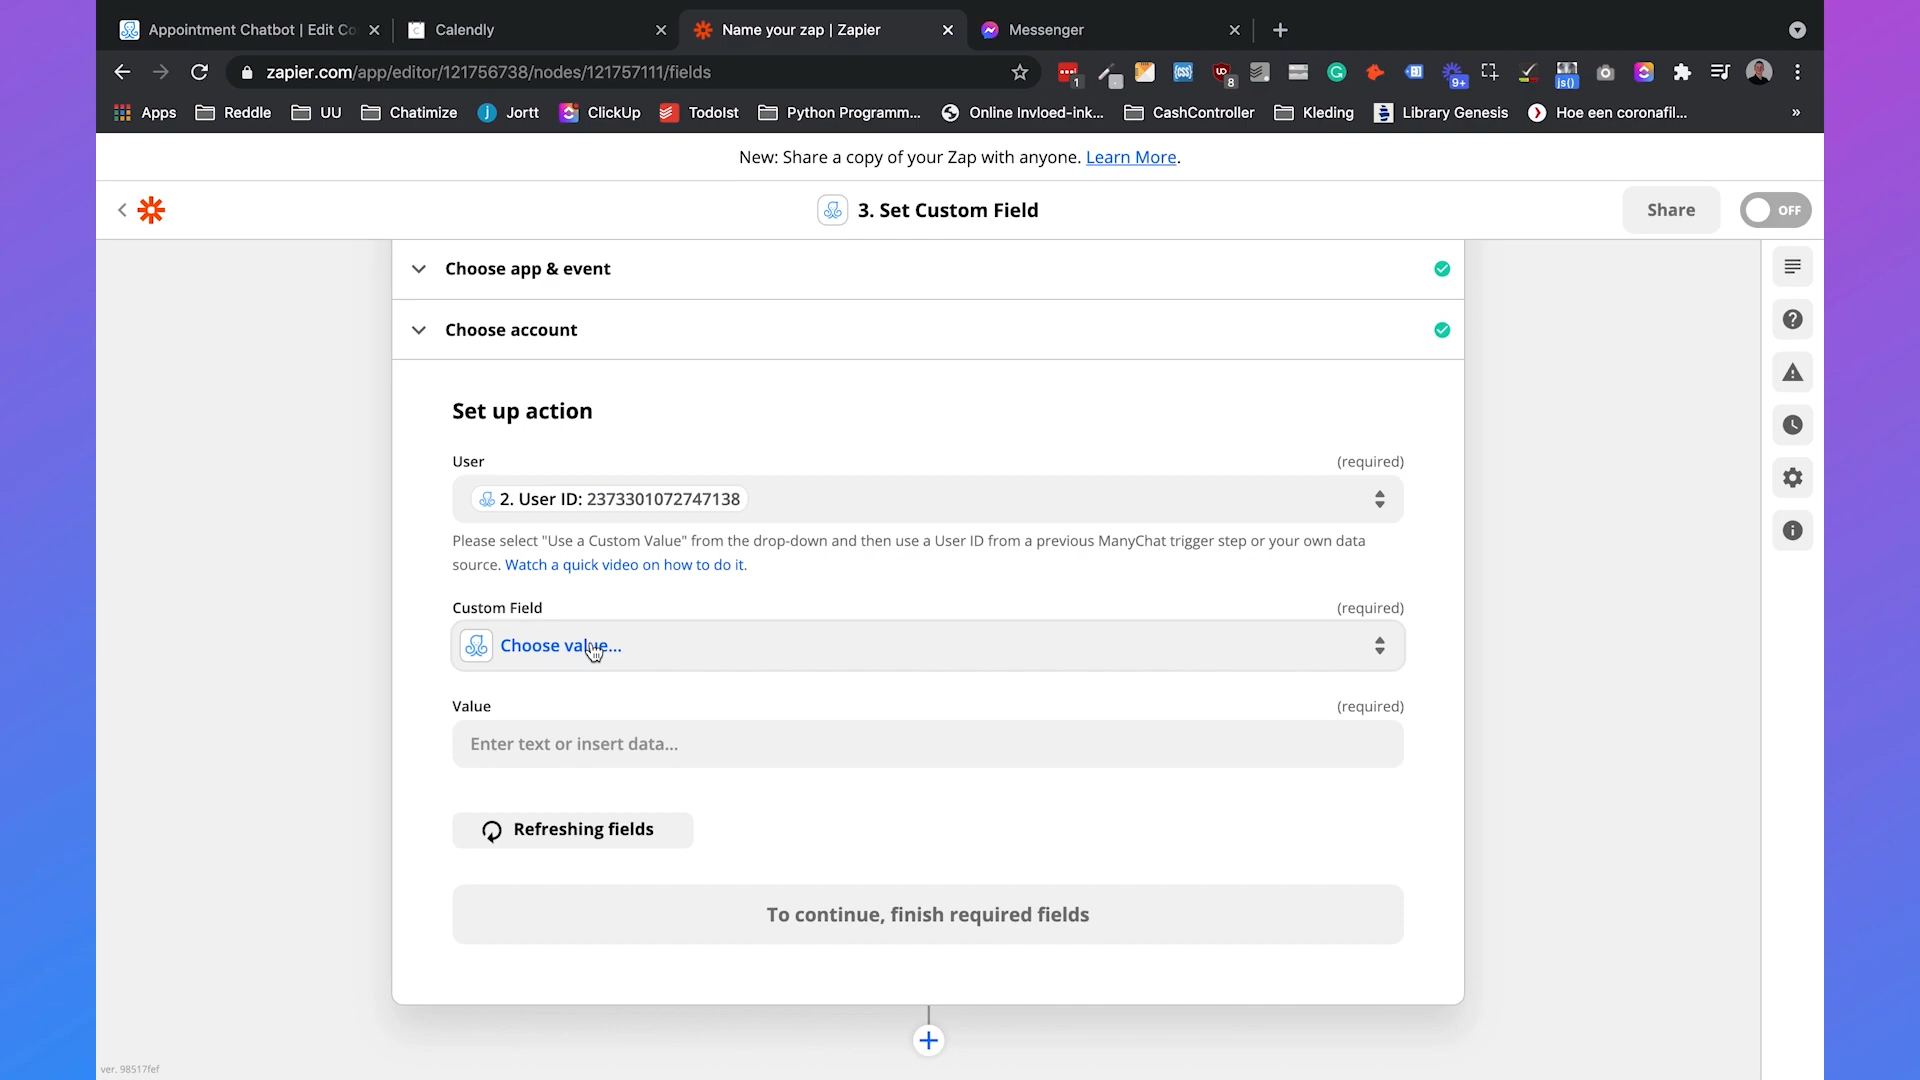 Appointment Chatbot | Edit Co
Calendly
Name your zap | Zapier
Messenger
zapier.com/app/editor/121756738/nodes/121757111/fields
1
8
9+
js()
Apps
Reddle
UU
Chatimize
Jortt
ClickUp
TodoIst
Python Programm...
Online Invloed-ink...
CashController
Kleding
Library Genesis
Hoe een coronafil...
»
New: Share a copy of your Zap with anyone. Learn More.
3. Set Custom Field
Share
OFF
Choose app & event
Choose account
Set up action
User
(required)
2. User ID: 2373301072747138
Please select "Use a Custom Value" from the drop-down and then use a User ID from a previous ManyChat trigger step or your own data
source. Watch a quick video on how to do it.
Custom Field
(required)
Choose value...
Value
(required)
Enter text or insert data...
Refreshing fields
To continue, finish required fields
ver. 98517fef